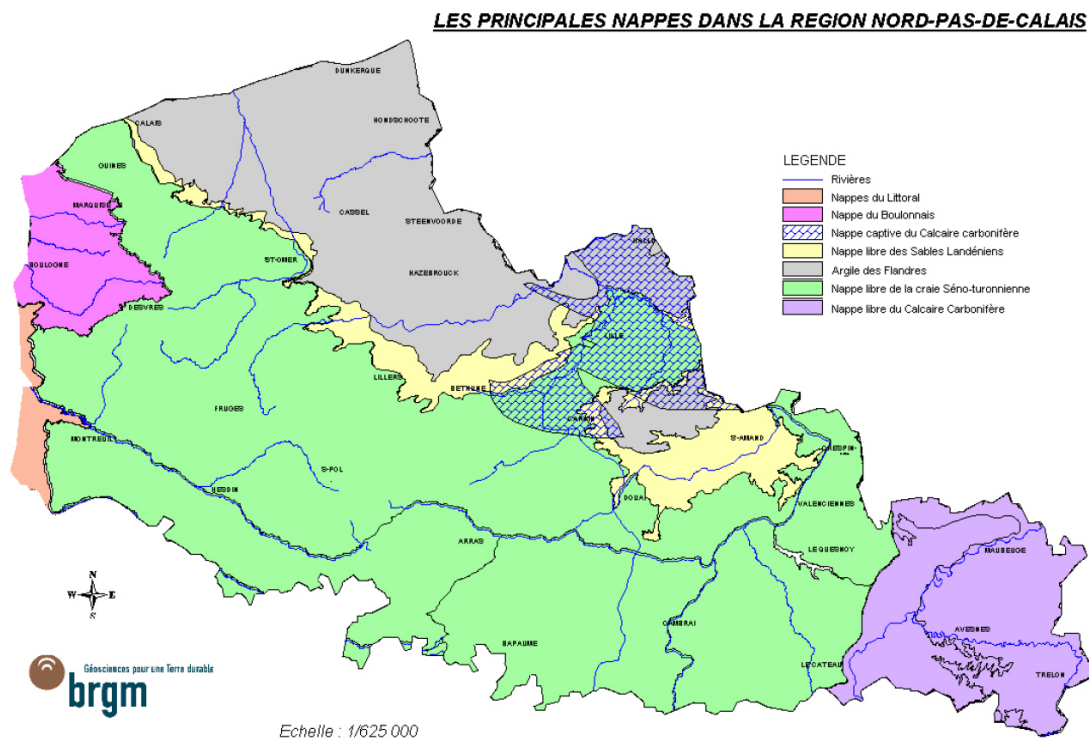 LES PRINCIPALES NAPPES DANS LA REGION NORD-PAS-DE-CALAIS
DUNKERQUE
CALAIS
HONDSCHOOTE
GUINES
MARQUISE
CASSEL
STEENVOORDE
BOULOGNE
ST-OMER
HAZEBROUCK
DESVRES
LILLE
LILLERS
BETHUNE
FRUGES
CARVIN
MONTREUIL
S-AMAND
S-POL
HESDIN
DOUAI
VALENCIENNES
ARRAS
LE QUESNOY
MAUBEUGE
CAMBRAI
AVESNES
BAPAUME
LE CATEAU
TRELON
LEGENDE
Rivières
Nappes du Littoral
Nappe du Boulonnais
Nappe captive du Calcaire carbonifère
Nappe libre des Sables Landéniens
Argile des Flandres
Nappe libre de la craie Séno-turonnienne
Nappe libre du Calcaire Carbonifère
N
W E
S
Géosciences pour une Terre durable
brgm
Echelle : 1/625 000